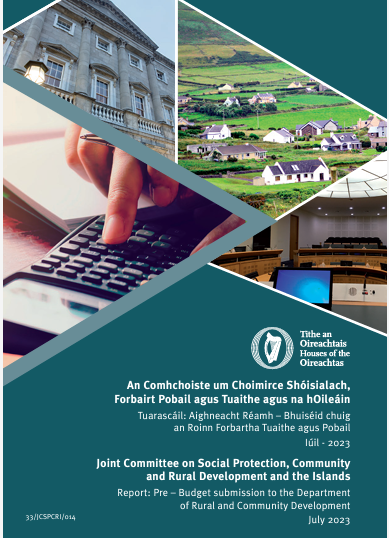 Tithe an
Oireachtais
Houses of the
Oireachtas
An Comhchoiste um Choimirce Shóisialach,
Forbairt Pobail agus Tuaithe agus na hOileáin
Tuarascáil: Aighneacht Réamh – Bhuiséid chuig
an Roinn Forbartha Tuaithe agus Pobail
Iúil - 2023
Joint Committee on Social Protection, Community
and Rural Development and the Islands
Report: Pre – Budget submission to the Department
of Rural and Community Development
July 2023
33/JCSPCRI/014